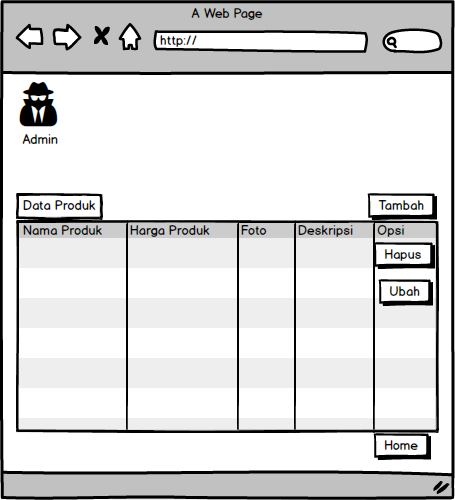 A Web Page
http://
Admin
Data Produk
Tambah
Nama Produk Harga Produk Foto Deskripsi Opsi
Hapus
Ubah
Home